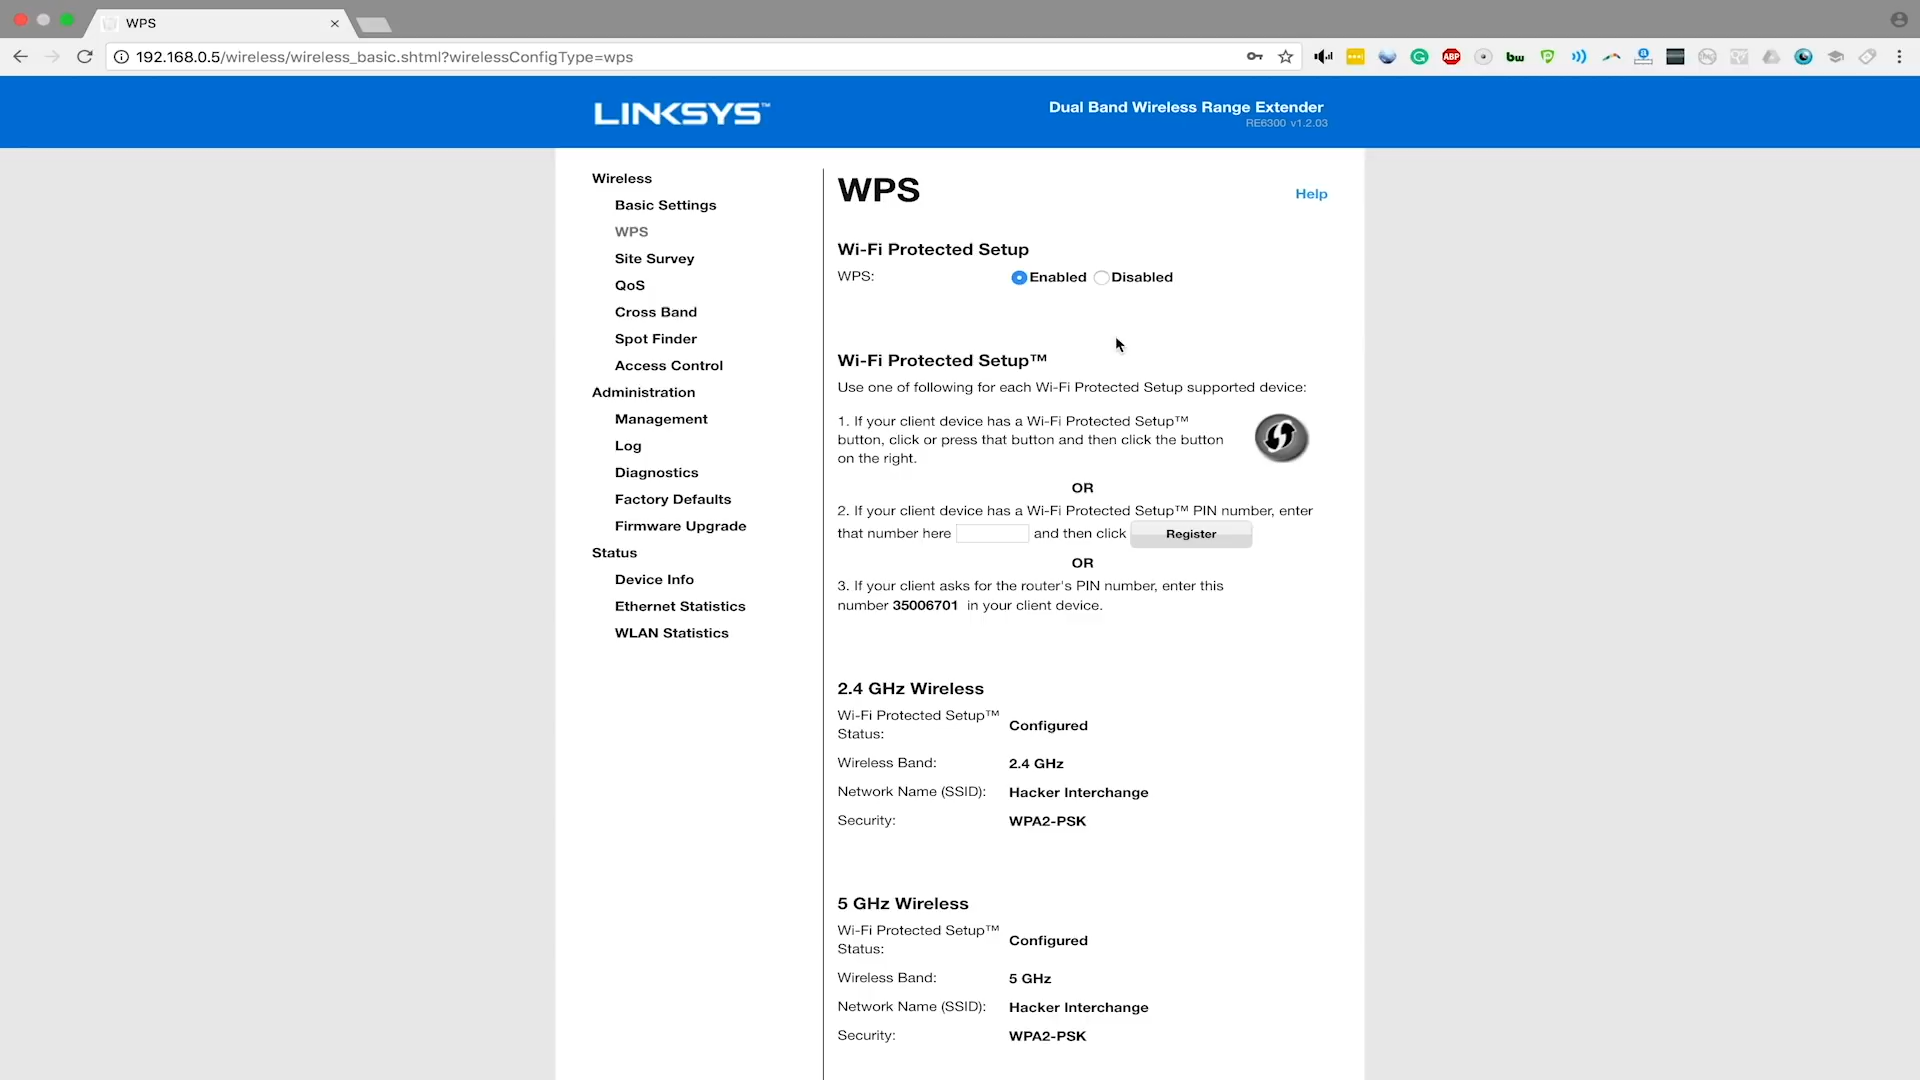 WPS
192.168.0.5/wireless/wireless_basic.shtml?wirelessConfigType=wps
ABP
bw
LINKSYS™
Dual Band Wireless Range Extender
RE6300 v1.2.03
Wireless
Basic Settings
WPS
Site Survey
QoS
Cross Band
Spot Finder
Access Control
Administration
Management
Log
Diagnostics
Factory Defaults
Firmware Upgrade
Status
Device Info
Ethernet Statistics
WLAN Statistics
WPS
Help
Wi-Fi Protected Setup
WPS: Enabled Disabled
Wi-Fi Protected Setup™
Use one of following for each Wi-Fi Protected Setup supported device:
1. If your client device has a Wi-Fi Protected Setup™
button, click or press that button and then click the button
on the right.
OR
2. If your client device has a Wi-Fi Protected Setup™ PIN number, enter
that number here and then click Register
OR
3. If your client asks for the router's PIN number, enter this
number 35006701 in your client device.
2.4 GHz Wireless
Wi-Fi Protected Setup™
Status: Configured
Wireless Band: 2.4 GHz
Network Name (SSID): Hacker Interchange
Security: WPA2-PSK
5 GHz Wireless
Wi-Fi Protected Setup™
Status: Configured
Wireless Band: 5 GHz
Network Name (SSID): Hacker Interchange
Security: WPA2-PSK